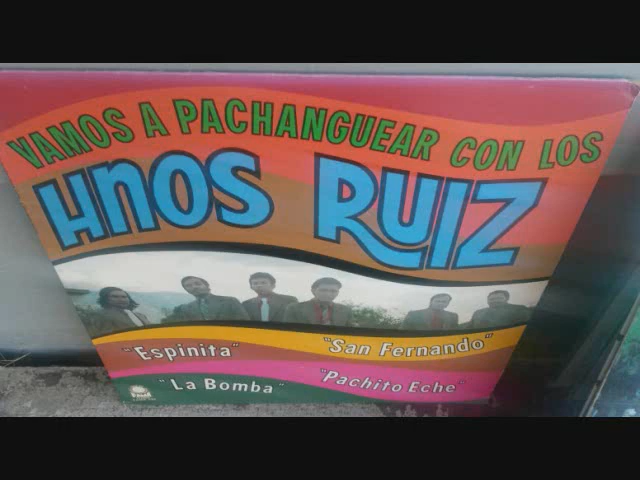 VAMOS A PACHANGUEAR CON LOS
HNOS RUIZ
"Espinita" "San Fernando"
"La Bomba" "Pachito Eche"